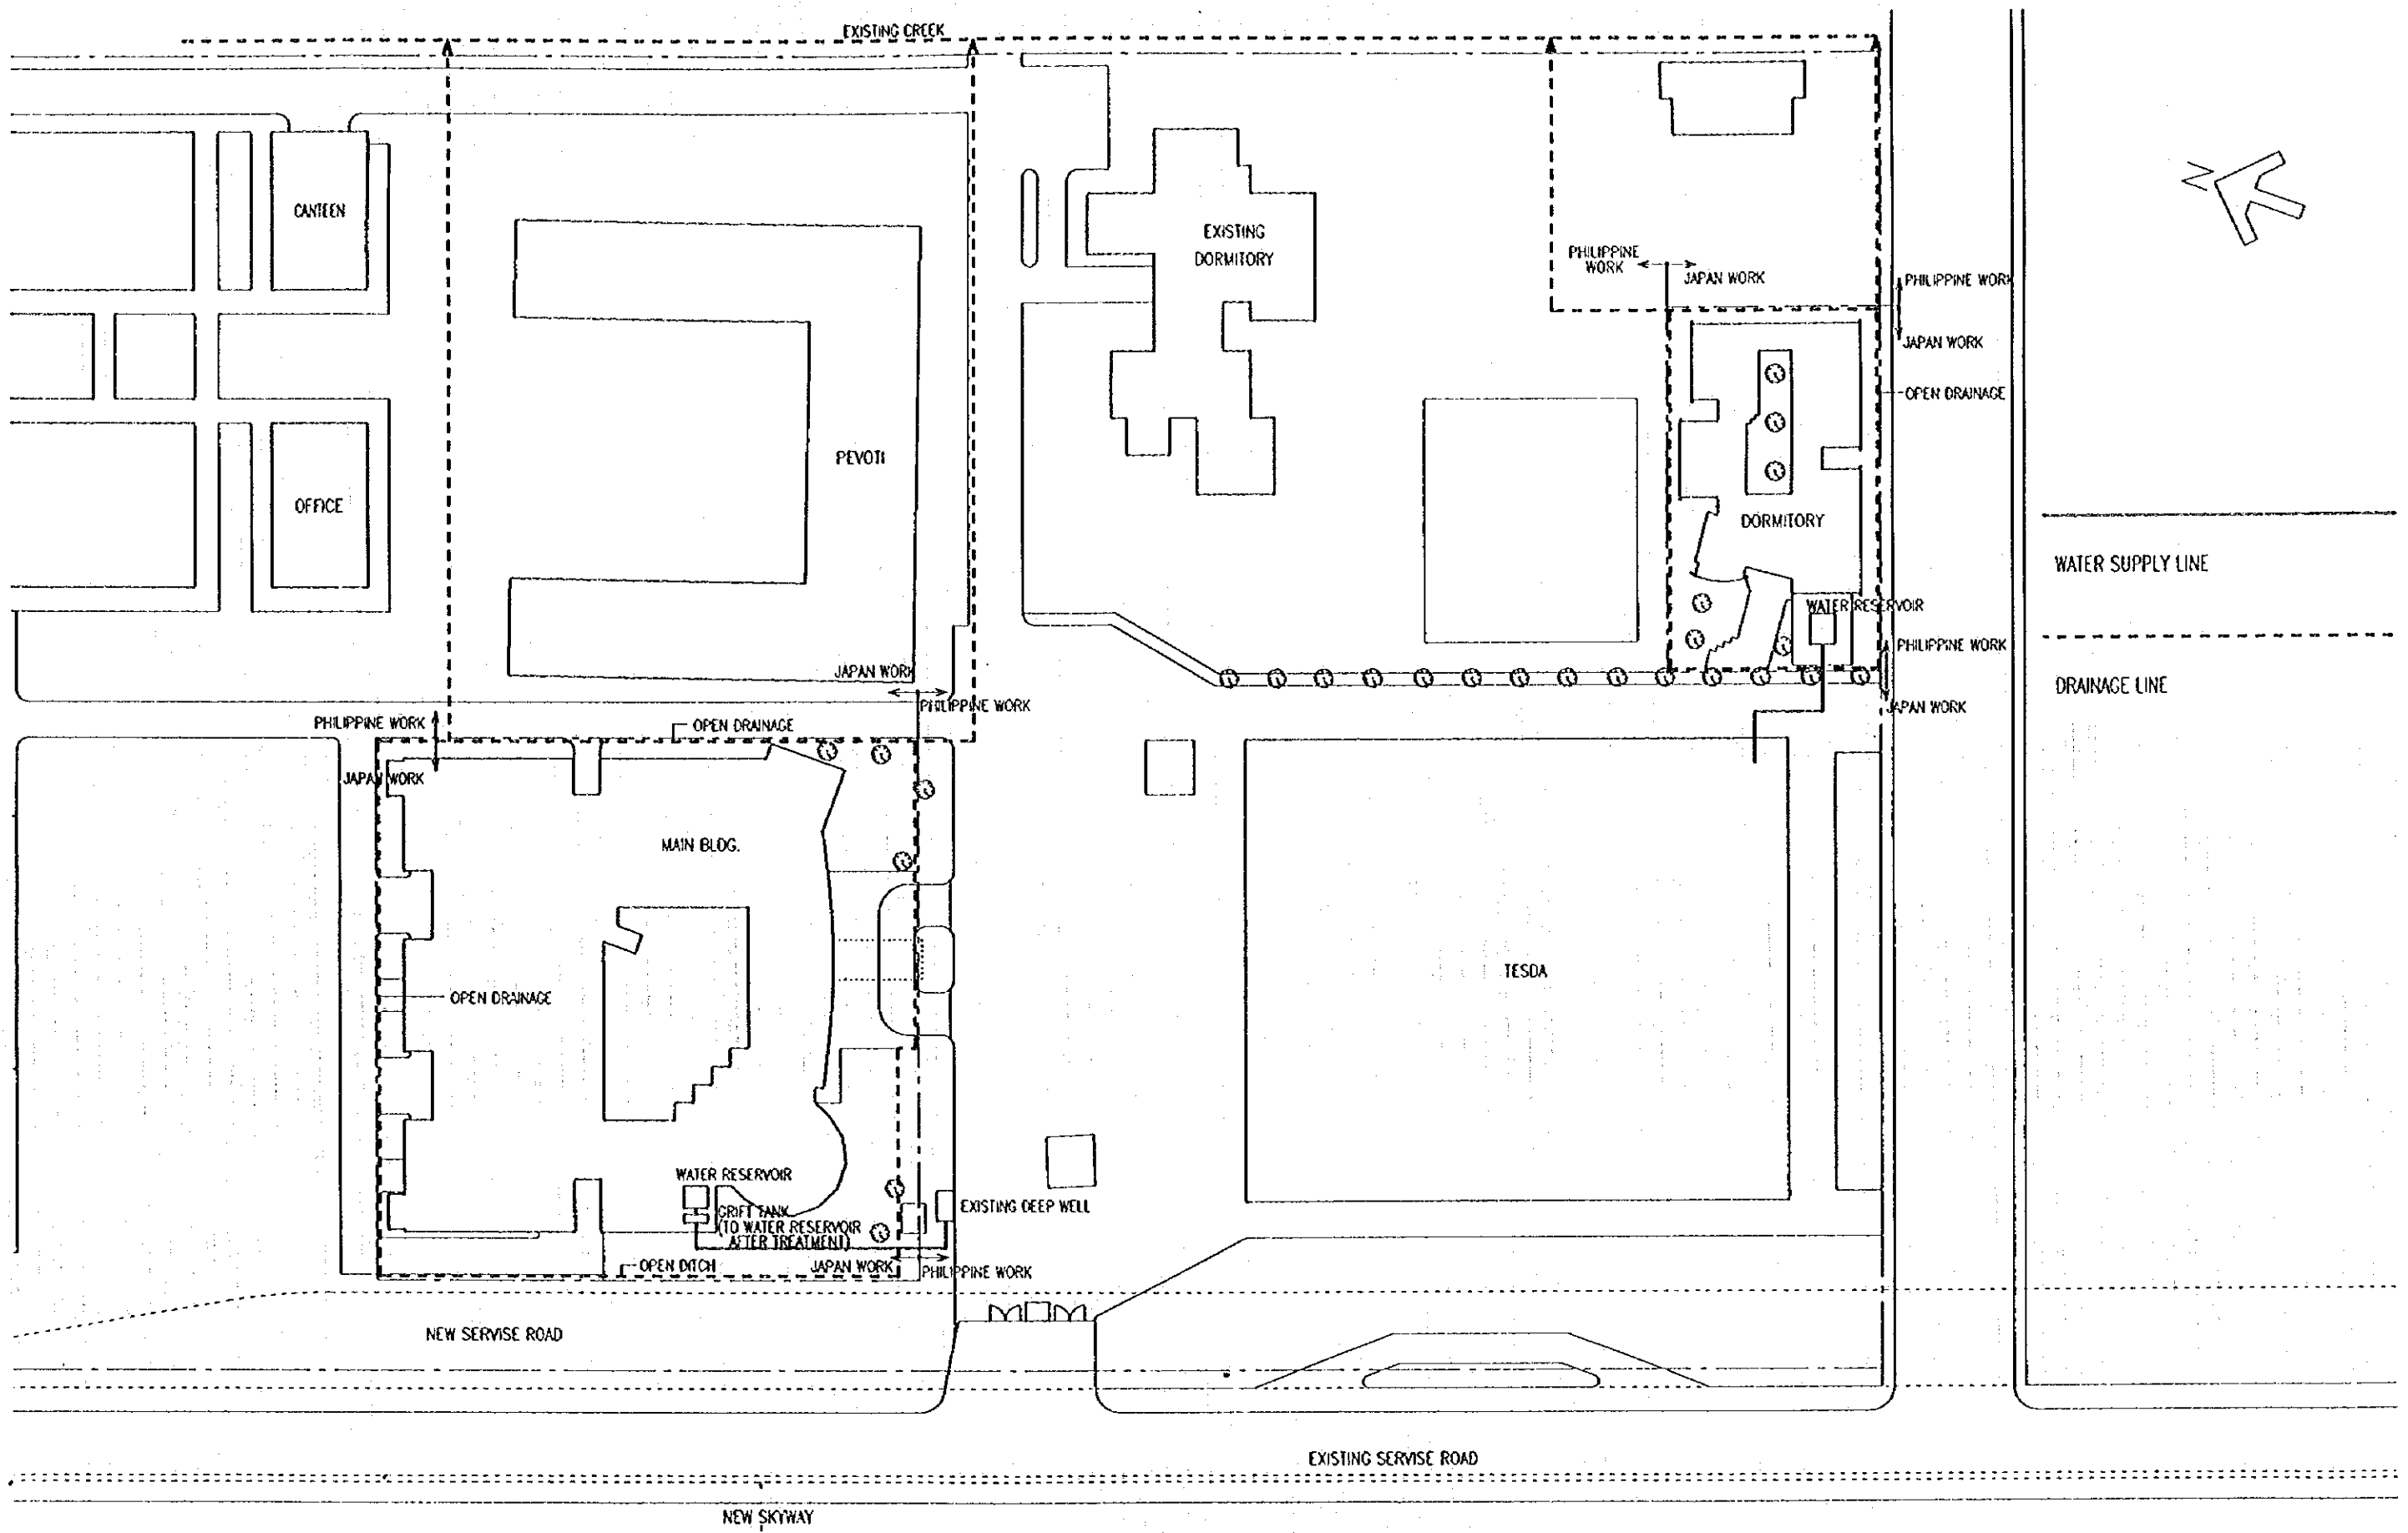 EXISTING CREEK
CANTEEN
EXISTING
DORMITORY
N
PHILIPPINE
WORK
JAPAN WORK
PHILIPPINE WORK
JAPAN WORK
OPEN DRAINAGE
PEVOTI
OFFICE
DORMITORY
WATER SUPPLY LINE
WATER RESERVOIR
PHILIPPINE WORK
JAPAN WORK
DRAINAGE LINE
JAPAN WORK
PHILIPPINE WORK
PHILIPPINE WORK
OPEN DRAINAGE
JAPAN WORK
MAIN BLDG.
TESDA
OPEN DRAINAGE
WATER RESERVOIR
GRIFT TANK
(TO WATER RESERVOIR
AFTER TREATMENT)
EXISTING DEEP WELL
OPEN DITCH
JAPAN WORK
PHILIPPINE WORK
NEW SERVISE ROAD
EXISTING SERVISE ROAD
NEW SKYWAY